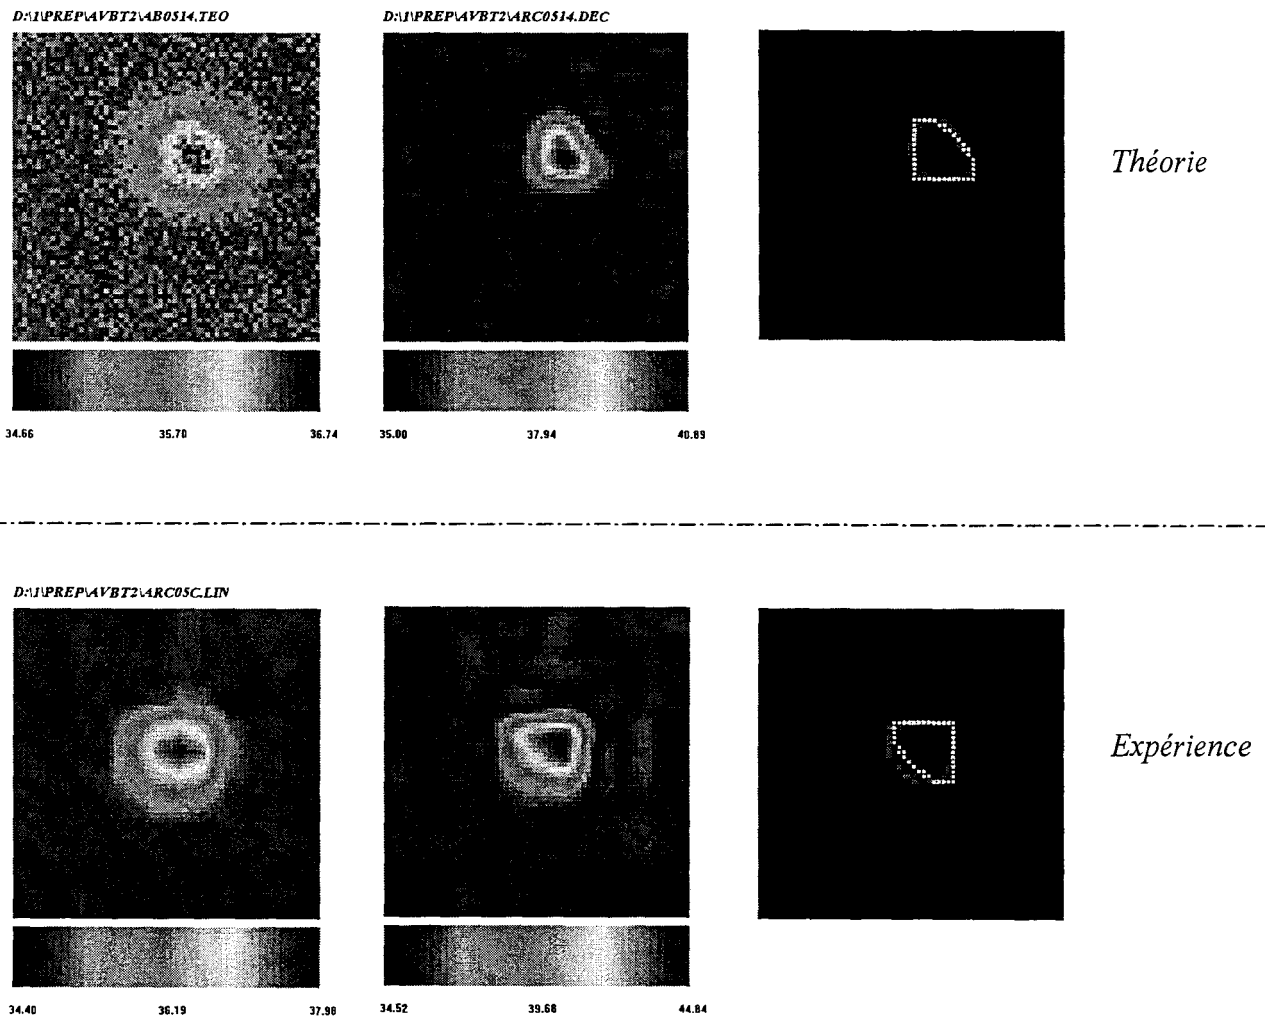 D:\1\PREP\AVBT2\AB0514.TEO
D:\1\PREP\AVBT2\ARC0514.DEC
Théorie
34.66 35.70 36.74
35.00 37.94 40.89
D:\1\PREP\AVBT2\ARC05C.LIN
Expérience
34.40 36.19 37.98
34.52 39.68 44.84